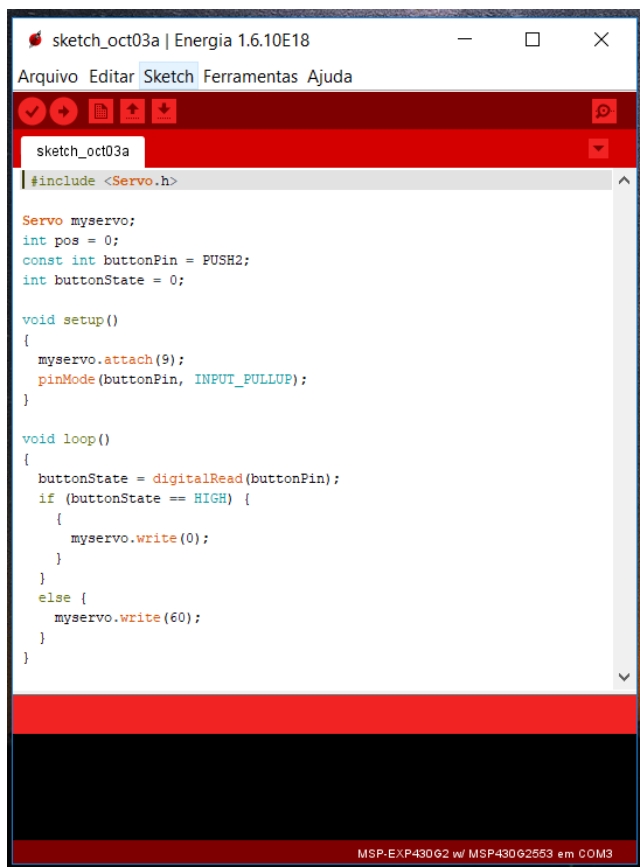 sketch_oct03a | Energia 1.6.10E18
Arquivo Editar Sketch Ferramentas Ajuda
sketch_oct03a
#include <Servo.h>
Servo myservo;
int pos = 0;
const int buttonPin = PUSH2;
int buttonState = 0;
void setup()
{
myservo.attach(9);
pinMode(buttonPin, INPUT_PULLUP);
}
void loop()
{
buttonState = digitalRead(buttonPin);
if (buttonState == HIGH) {
{
myservo.write(0);
}
}
else {
myservo.write(60);
}
}
MSP-EXP430G2 w/ MSP430G2553 em COM3